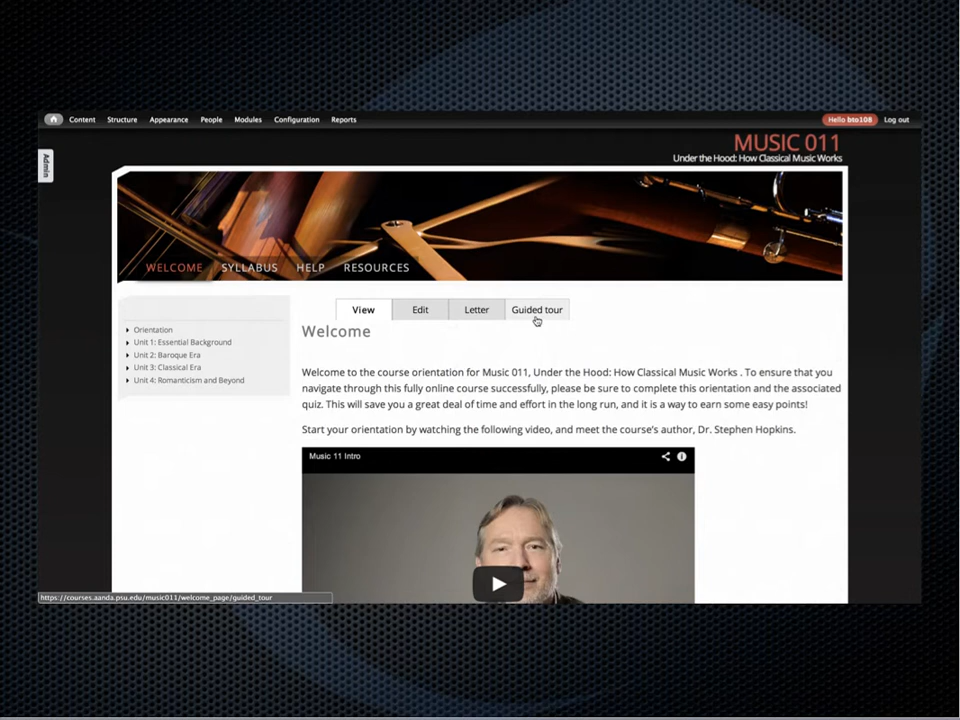 Content Structure Appearance People Modules Configuration Reports Hello bto108 Log out
Admin
MUSIC 011
Under the Hood: How Classical Music Works
WELCOME SYLLABUS HELP RESOURCES
View Edit Letter Guided tour
Orientation
Unit 1: Essential Background
Unit 2: Baroque Era
Unit 3: Classical Era
Unit 4: Romanticism and Beyond
Welcome
Welcome to the course orientation for Music 011, Under the Hood: How Classical Music Works . To ensure that you
navigate through this fully online course successfully, please be sure to complete this orientation and the associated
quiz. This will save you a great deal of time and effort in the long run, and it is a way to earn some easy points!
Start your orientation by watching the following video, and meet the course's author, Dr. Stephen Hopkins.
Music 11 Intro
https://courses.aanda.psu.edu/music011/welcome_page/guided_tour